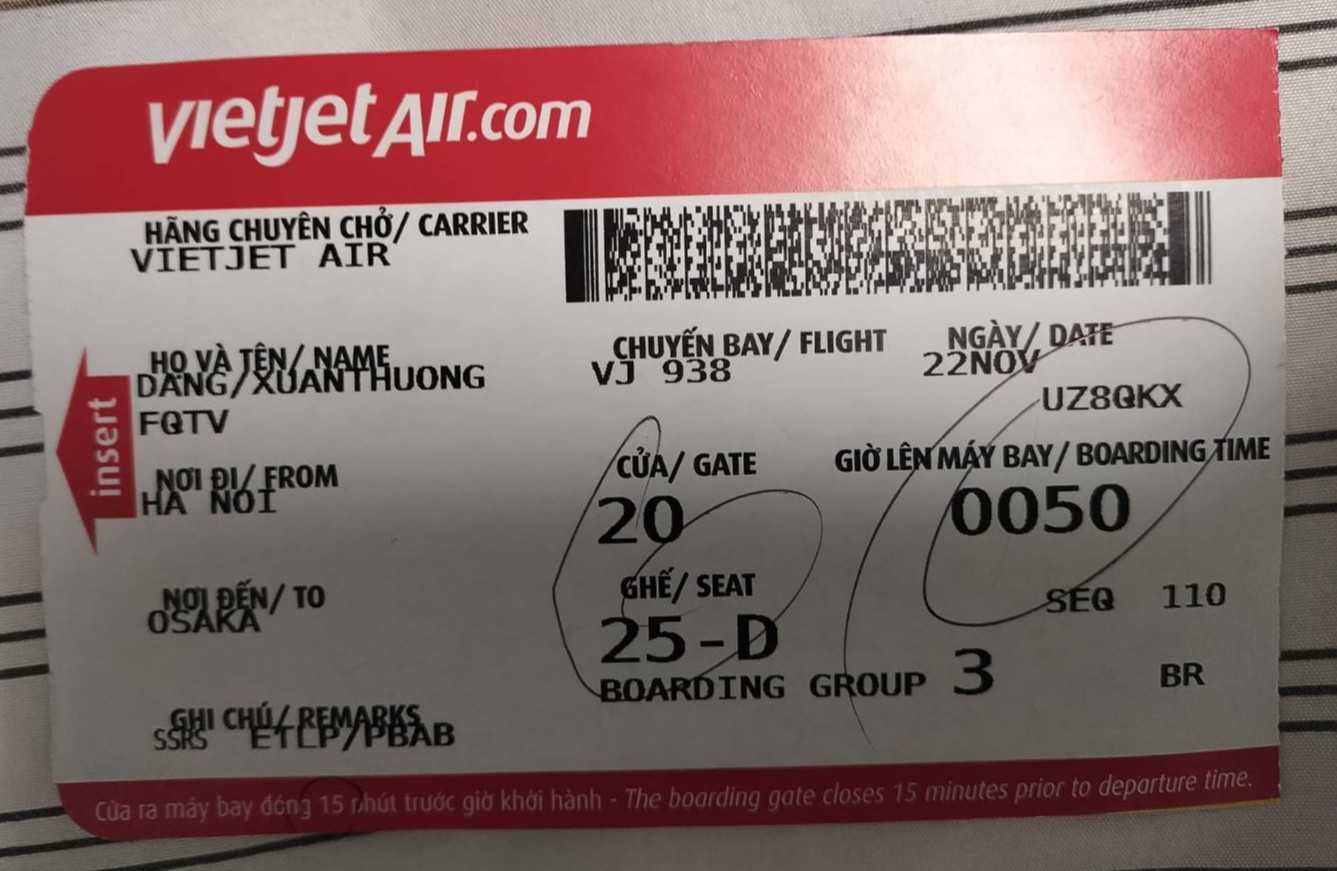 vietjetAir.com
HÃNG CHUYÊN CHỞ/ CARRIER
VIETJET AIR
HỌ VÀ TÊN/ NAME
DANG/XUANTHUONG
FQTV
CHUYẾN BAY/ FLIGHT
VJ 938
NGÀY/ DATE
22NOV
UZ8QKX
NƠI ĐI/ FROM
HA NOI
CỬA/ GATE
20
GIỜ LÊN MÁY BAY/ BOARDING TIME
0050
NƠI ĐẾN/ TO
OSAKA
GHẾ/ SEAT
25-D
SEQ 110
BOARDING GROUP 3
BR
GHI CHÚ/ REMARKS
SSRS ETLP/PBAB
insert
Cửa ra máy bay đóng 15 phút trước giờ khởi hành - The boarding gate closes 15 minutes prior to departure time.